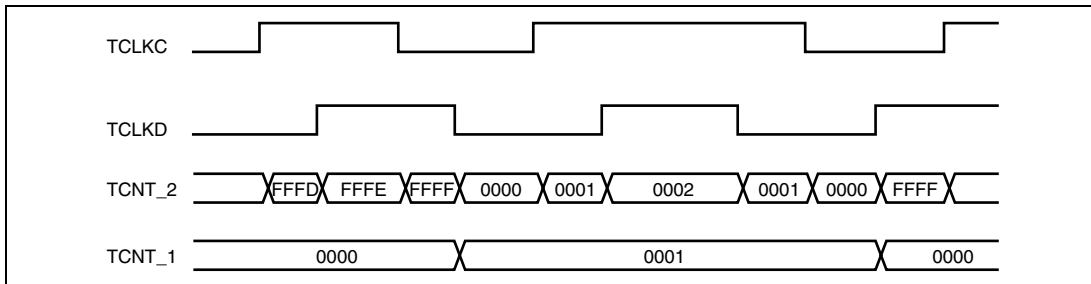 TCLKC
TCLKD
TCNT_2 FFFD FFFE FFFF 0000 0001 0002 0001 0000 FFFF
TCNT_1 0000 0001 0000